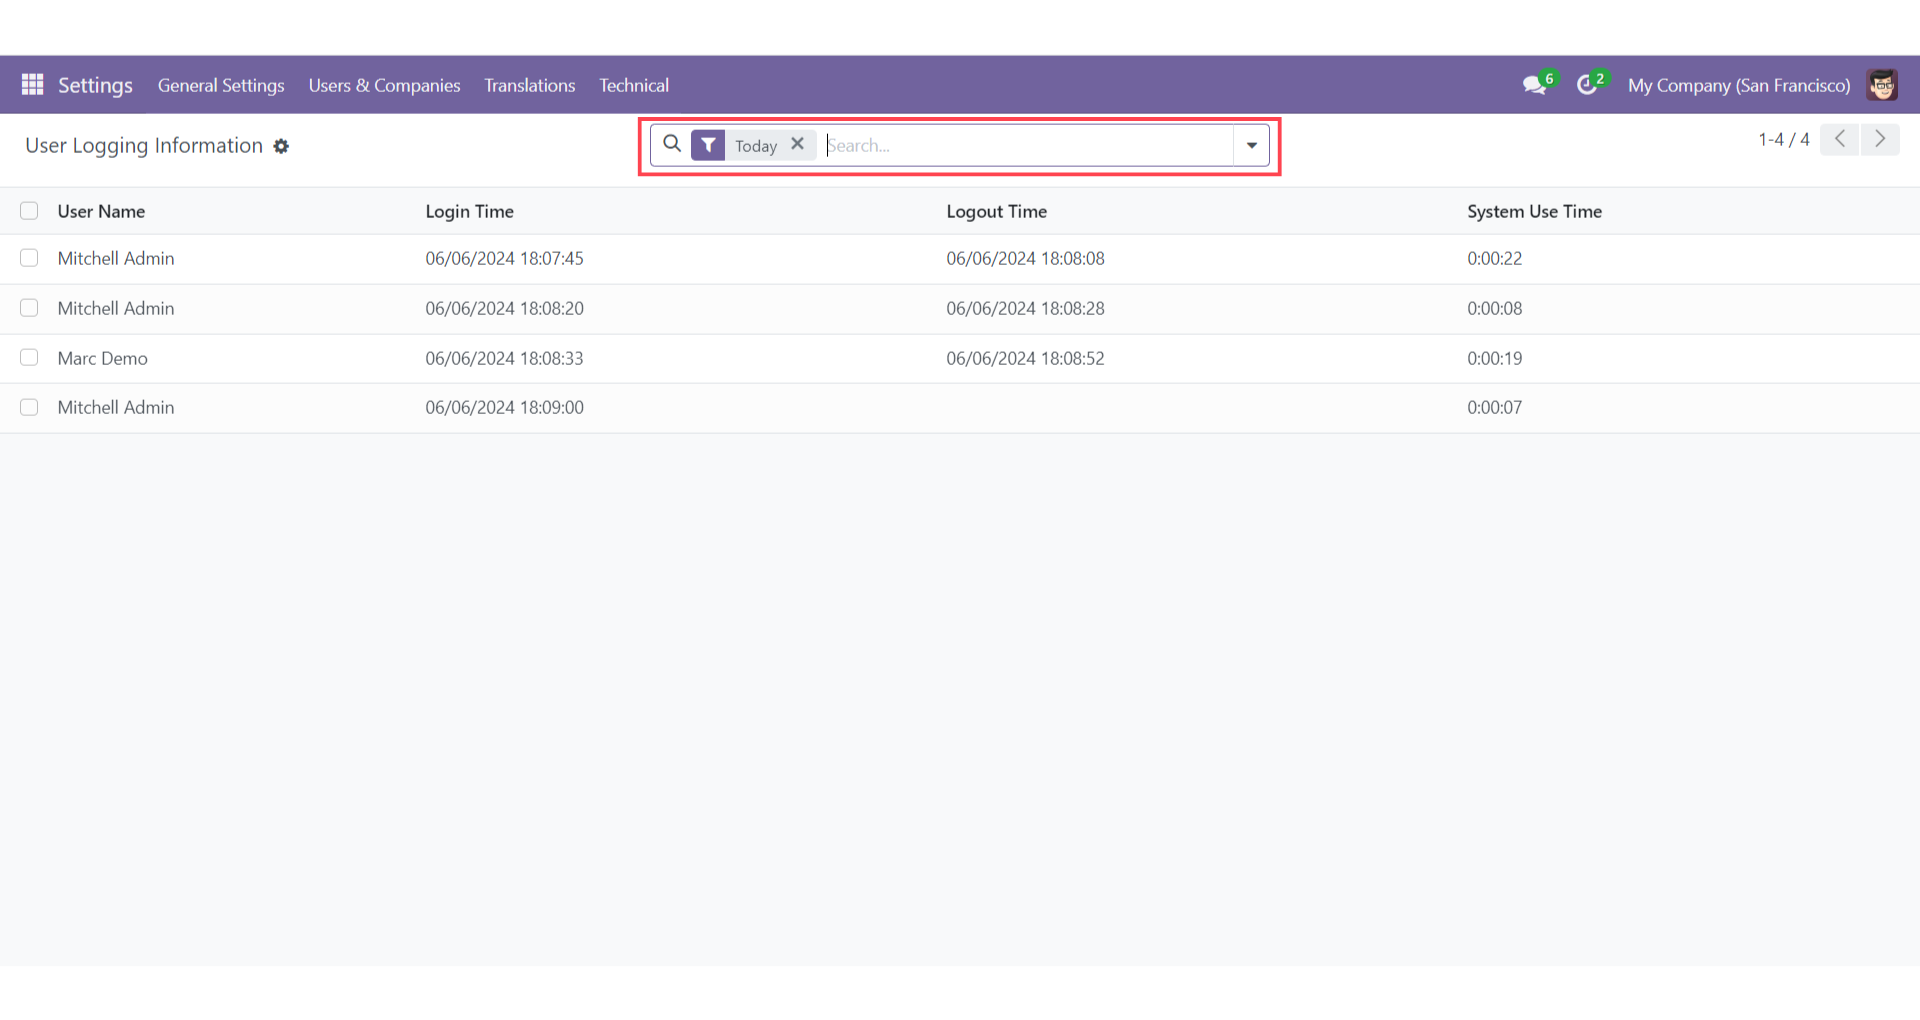 Settings General Settings Users & Companies Translations Technical 6 2 My Company (San Francisco)
User Logging Information Today Search... 1-4 / 4
User Name Login Time Logout Time System Use Time
Mitchell Admin 06/06/2024 18:07:45 06/06/2024 18:08:08 0:00:22
Mitchell Admin 06/06/2024 18:08:20 06/06/2024 18:08:28 0:00:08
Marc Demo 06/06/2024 18:08:33 06/06/2024 18:08:52 0:00:19
Mitchell Admin 06/06/2024 18:09:00 0:00:07